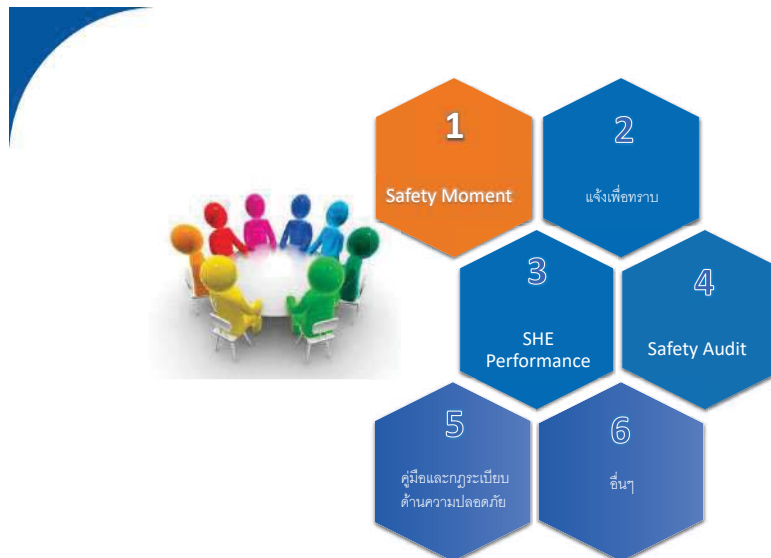 1
Safety Moment
2
แจ้งเพื่อทราบ
3
SHE
Performance
4
Safety Audit
5
คู่มือและกฎระเบียบ
ด้านความปลอดภัย
6
อื่นๆ